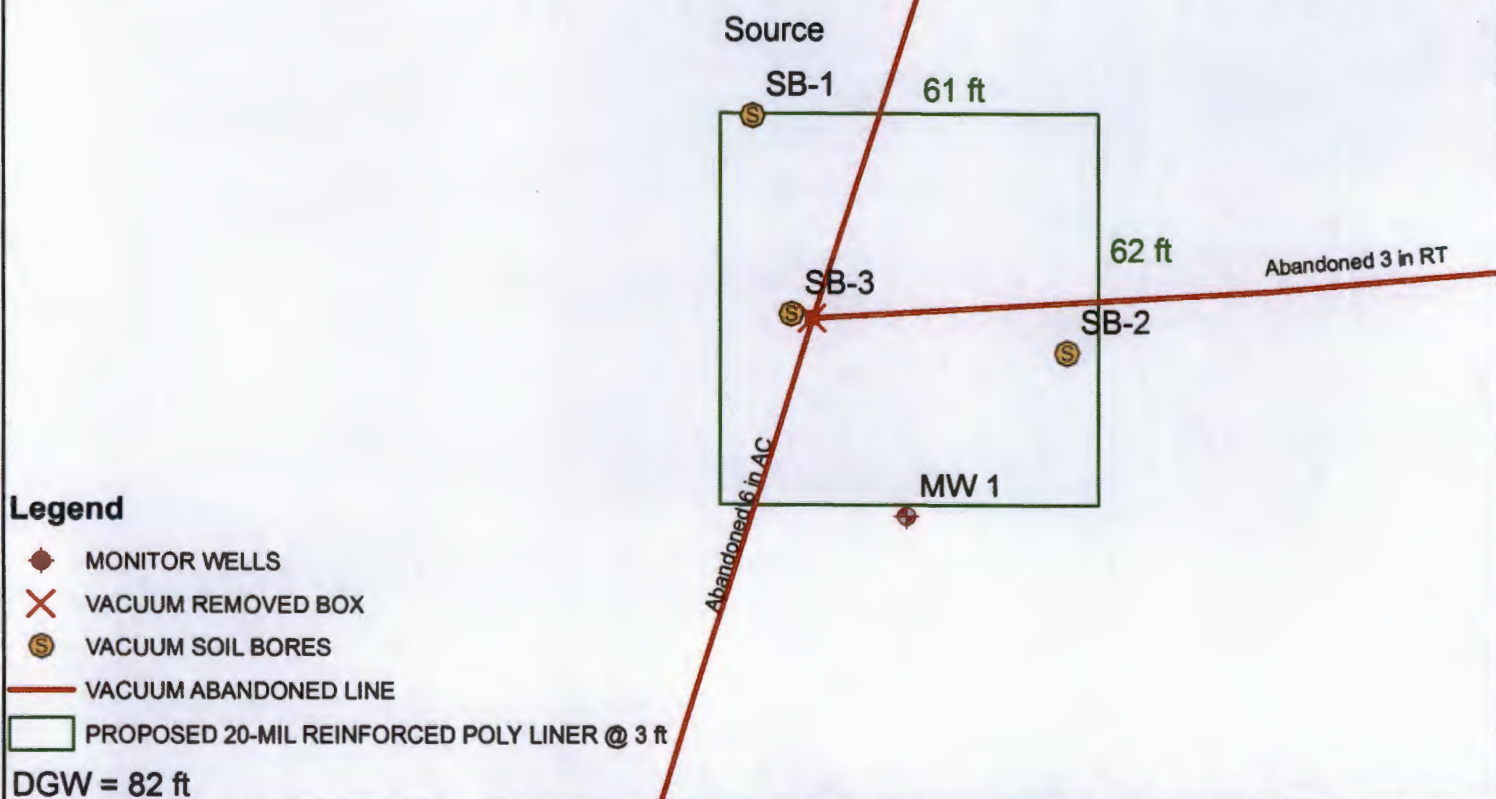 Source
SB-1
61 ft
62 ft
Abandoned 3 in RT
SB-3
SB-2
Abandoned 6 in AC
MW 1
Legend
MONITOR WELLS
VACUUM REMOVED BOX
S VACUUM SOIL BORES
VACUUM ABANDONED LINE
PROPOSED 20-MIL REINFORCED POLY LINER @ 3 ft
DGW = 82 ft